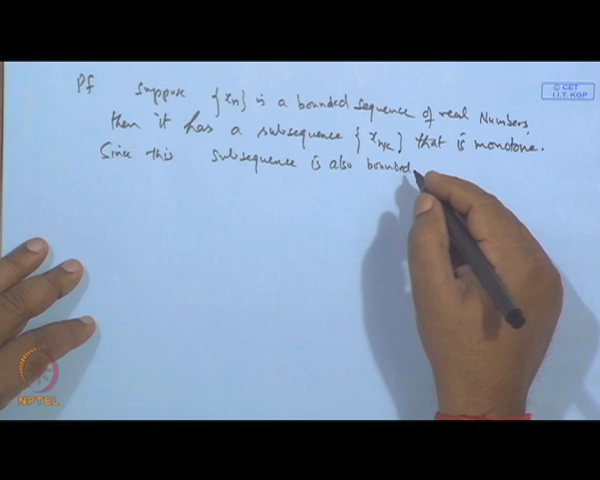 Pf Suppose {xn} is a bounded sequence of real Numbers,
© CET
I.I.T. KGP
then it has a subsequence {xnk} that is monotone.
Since this subsequence is also bounded
NPTEL